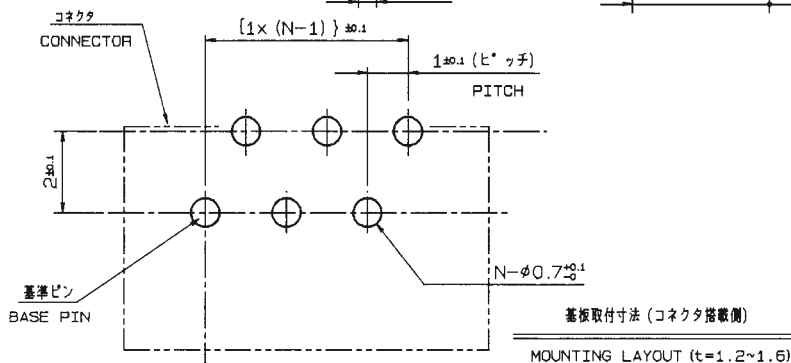 コネクタ
CONNECTOR
{1×(N-1)}±0.1
1±0.1 (ピッチ)
PITCH
2±0.1
N-φ0.7+0.1-0
基準ピン
BASE PIN
基板取付寸法 (コネクタ搭載側)
MOUNTING LAYOUT (t=1.2~1.6)